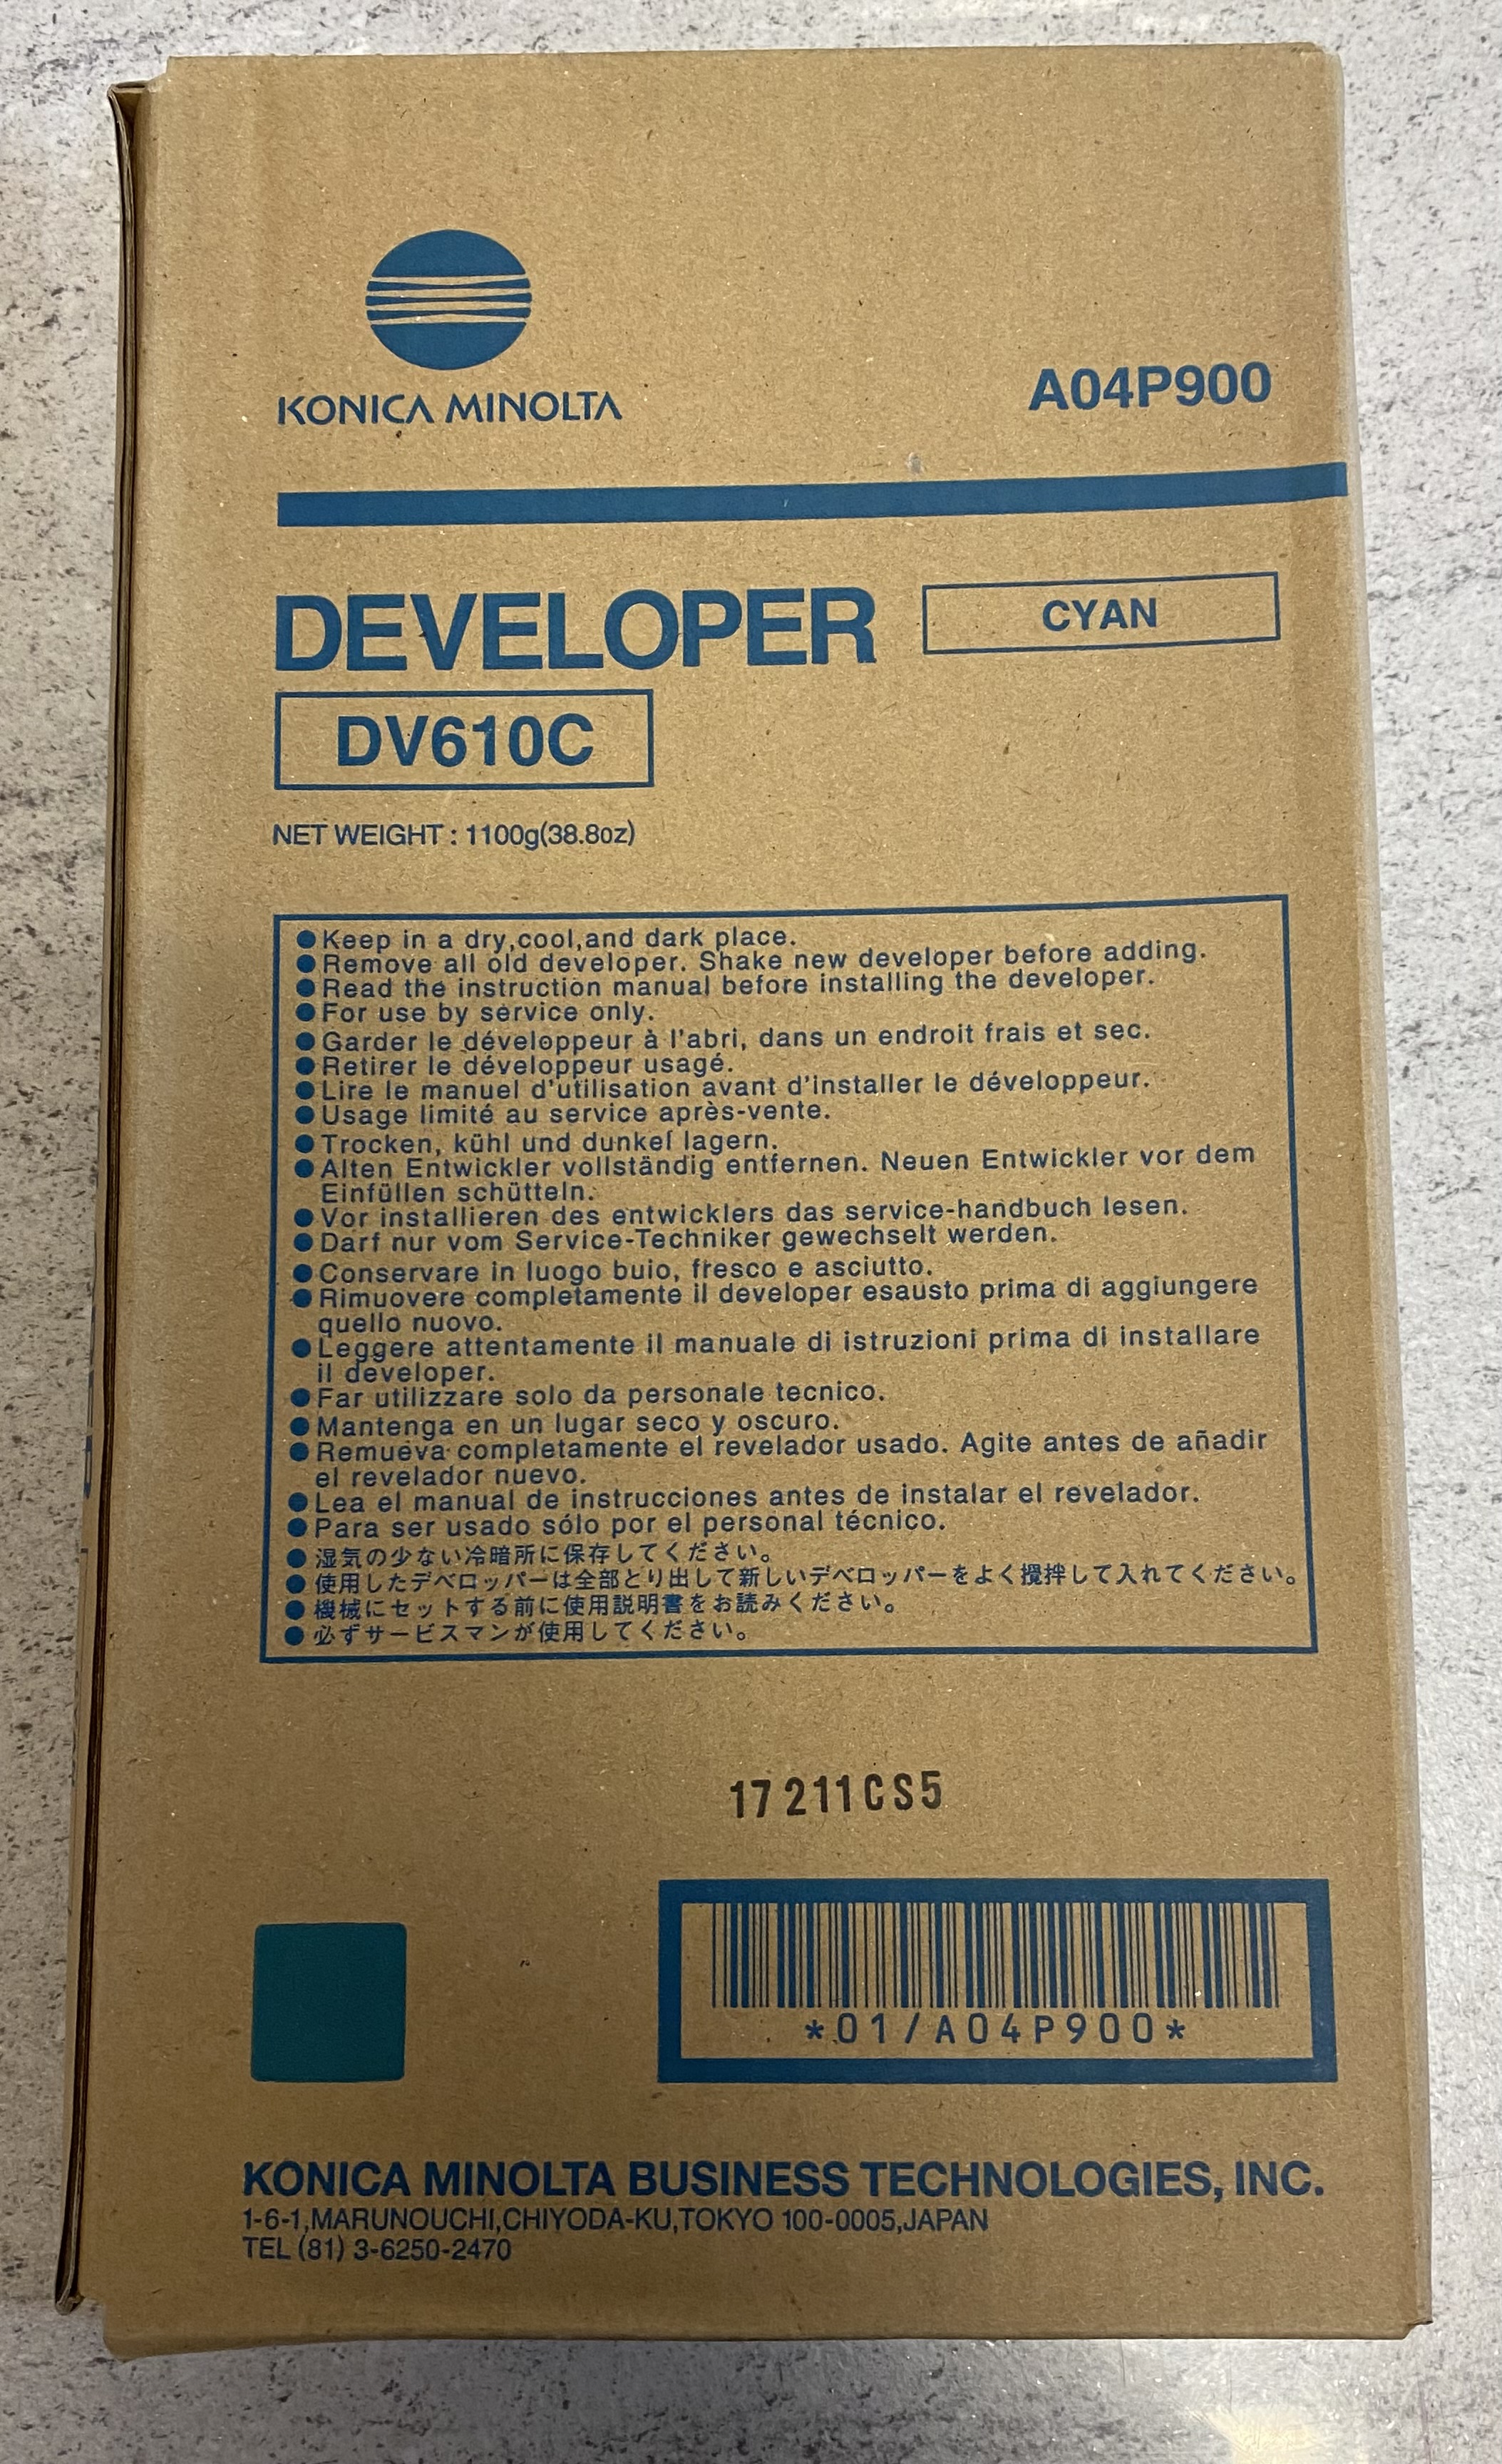 KONICA MINOLTA
A04P900
DEVELOPER
CYAN
DV610C
NET WEIGHT : 1100g(38.8oz)
●Keep in a dry,cool,and dark place.
●Remove all old developer. Shake new developer before adding.
●Read the instruction manual before installing the developer.
●For use by service only.
●Garder le développeur à l'abri, dans un endroit frais et sec.
●Retirer le développeur usagé.
●Lire le manuel d'utilisation avant d'installer le développeur.
●Usage limité au service après-vente.
●Trocken, kühl und dunkel lagern.
●Alten Entwickler vollständig entfernen. Neuen Entwickler vor dem
Einfüllen schütteln.
●Vor installieren des entwicklers das service-handbuch lesen.
●Darf nur vom Service-Techniker gewechselt werden.
●Conservare in luogo buio, fresco e asciutto.
●Rimuovere completamente il developer esausto prima di aggiungere
quello nuovo.
●Leggere attentamente il manuale di istruzioni prima di installare
il developer.
●Far utilizzare solo da personale tecnico.
●Mantenga en un lugar seco y oscuro.
●Remueva completamente el revelador usado. Agite antes de añadir
el revelador nuevo.
●Lea el manual de instrucciones antes de instalar el revelador.
●Para ser usado sólo por el personal técnico.
●湿気の少ない冷暗所に保存してください。
●使用したデベロッパーは全部とり出して新しいデベロッパーをよく攪拌して入れてください。
●機械にセットする前に使用説明書をお読みください。
●必ずサービスマンが使用してください。
17211CS5
*01/A04P900*
KONICA MINOLTA BUSINESS TECHNOLOGIES, INC.
1-6-1,MARUNOUCHI,CHIYODA-KU,TOKYO 100-0005,JAPAN
TEL (81) 3-6250-2470